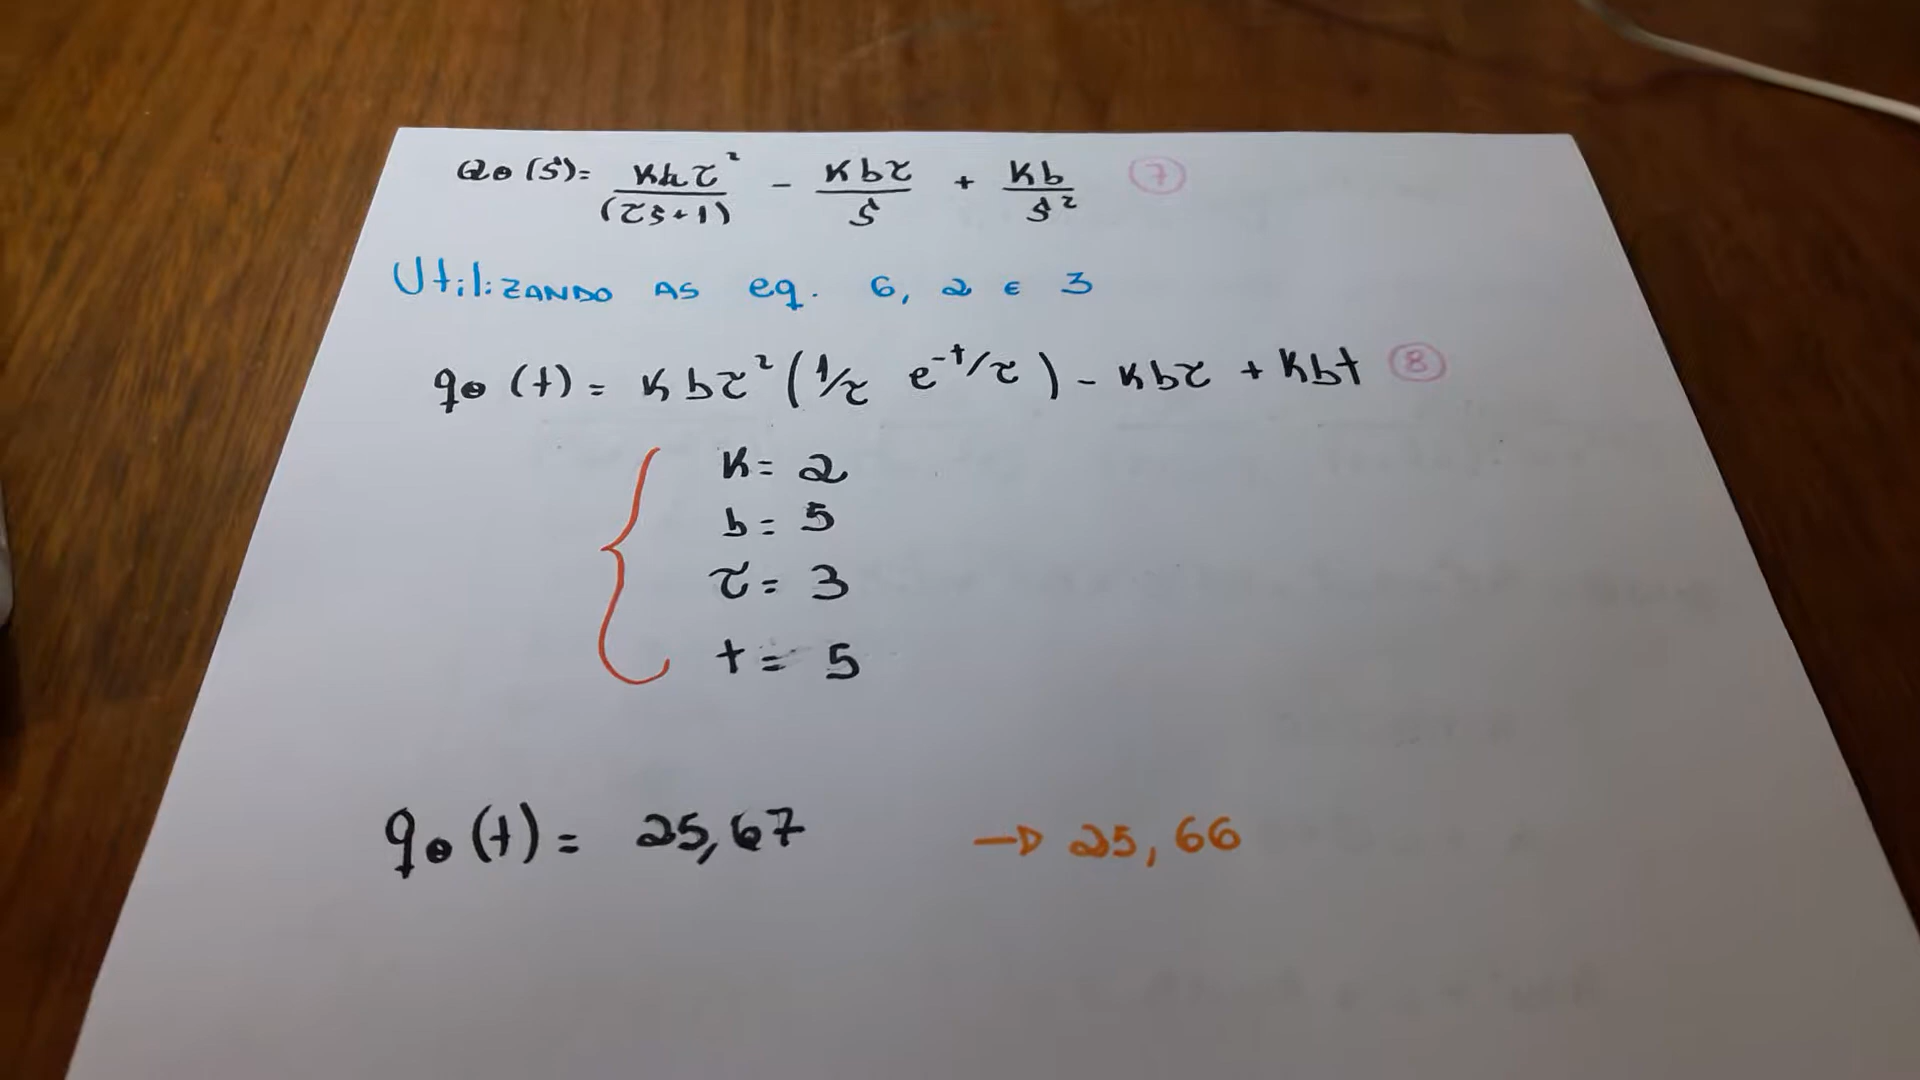 Qo(S)= Kbτ²/(τs+1) - Kbτ/S + Kb/S² ⑦
Utilizando as eq. 6, 2 e 3
qo(t) = Kbτ²(1/τ e^-t/τ) - Kbτ + Kbt ⑧
K= 2
b= 5
τ= 3
t= 5
qo(t) = 25,67 → 25,66